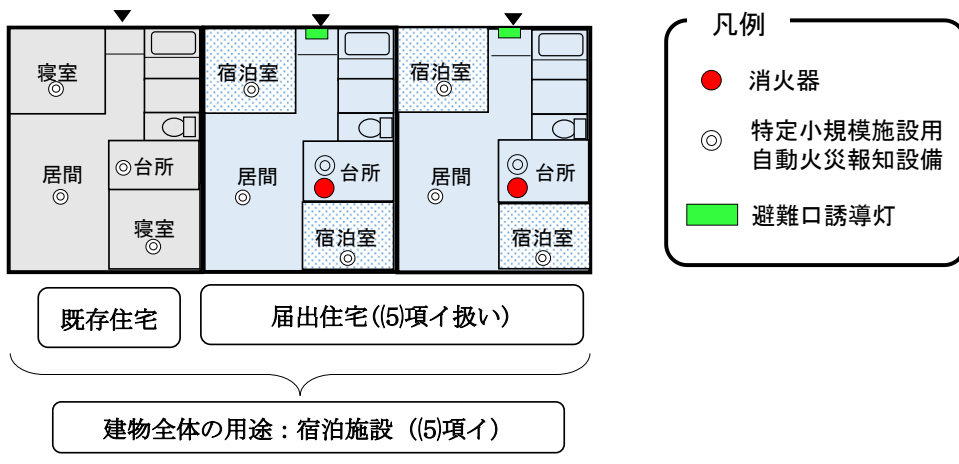 寝室
居間
台所
寝室
宿泊室
居間
台所
宿泊室
宿泊室
居間
台所
宿泊室
既存住宅
届出住宅((5)項イ扱い)
建物全体の用途：宿泊施設 ((5)項イ)
凡例
消火器
特定小規模施設用
自動火災報知設備
避難口誘導灯